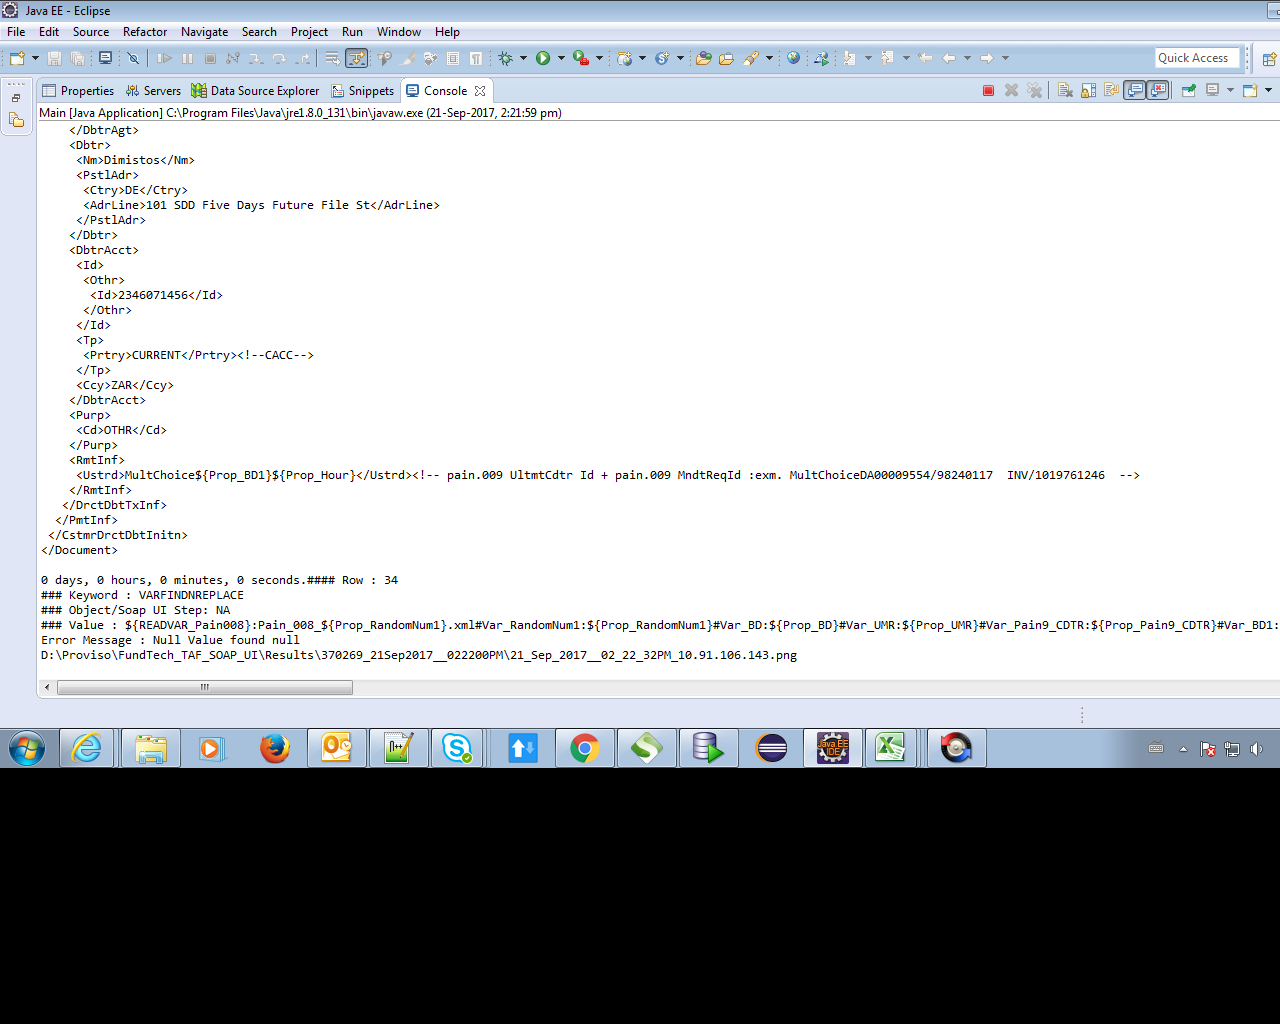 Java EE - Eclipse
File Edit Source Refactor Navigate Search Project Run Window Help
Quick Access
Properties Servers Data Source Explorer Snippets Console
Main [Java Application] C:\Program Files\Java\jre1.8.0_131\bin\javaw.exe (21-Sep-2017, 2:21:59 pm)
</DbtrAgt>
<Dbtr>
<Nm>Dimistos</Nm>
<PstlAdr>
<Ctry>DE</Ctry>
<AdrLine>101 SDD Five Days Future File St</AdrLine>
</PstlAdr>
</Dbtr>
<DbtrAcct>
<Id>
<Othr>
<Id>2346071456</Id>
</Othr>
</Id>
<Tp>
<Prtry>CURRENT</Prtry><!--CACC-->
</Tp>
<Ccy>ZAR</Ccy>
</DbtrAcct>
<Purp>
<Cd>OTHR</Cd>
</Purp>
<RmtInf>
<Ustrd>MultChoice${Prop_BD1}${Prop_Hour}</Ustrd><!-- pain.009 UltmtCdtr Id + pain.009 MndtReqId :exm. MultChoiceDA00009554/98240117  INV/1019761246  -->
</RmtInf>
</DrctDbtTxInf>
</PmtInf>
</CstmrDrctDbtInitn>
</Document>
0 days, 0 hours, 0 minutes, 0 seconds.#### Row : 34
### Keyword : VARFINDNREPLACE
### Object/Soap UI Step: NA
### Value : ${READVAR_Pain008}:Pain_008_${Prop_RandomNum1}.xml#Var_RandomNum1:${Prop_RandomNum1}#Var_BD:${Prop_BD}#Var_UMR:${Prop_UMR}#Var_Pain9_CDTR:${Prop_Pain9_CDTR}#Var_BD1:
Error Message : Null Value found null
D:\Proviso\FundTech_TAF_SOAP_UI\Results\370269_21Sep2017__022200PM\21_Sep_2017__02_22_32PM_10.91.106.143.png
Java EE
IDE